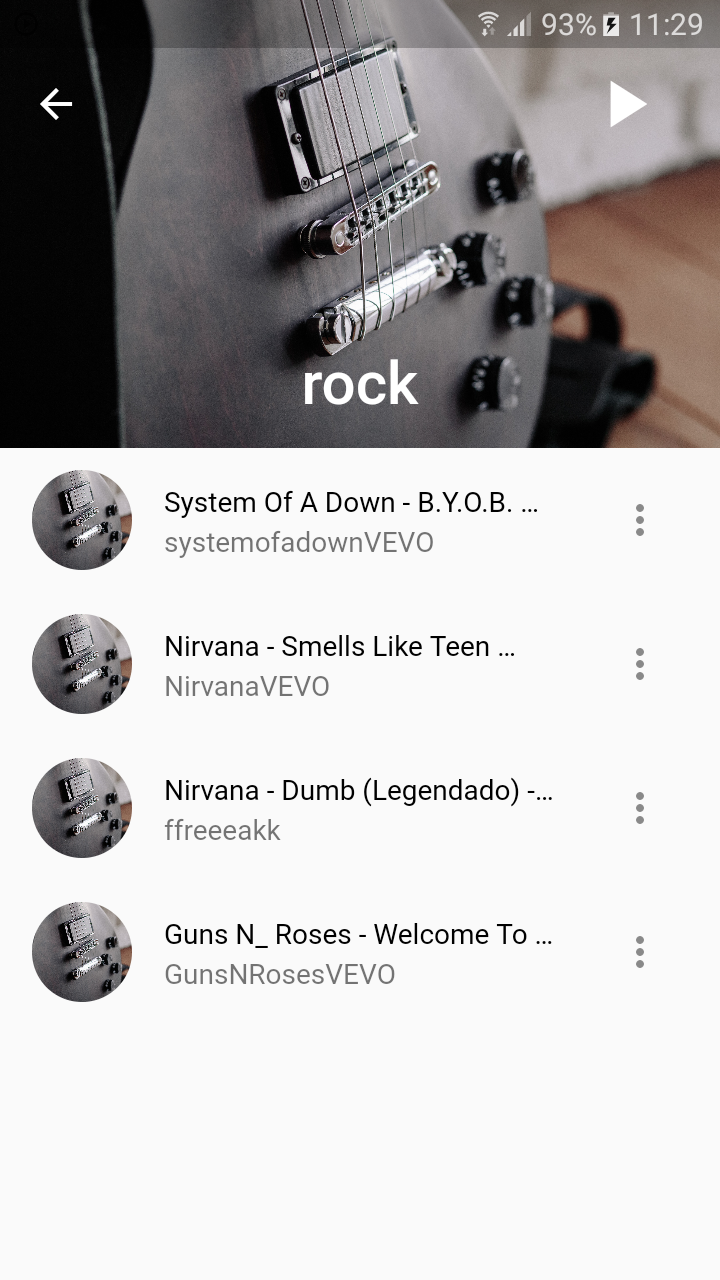 93% 11:29
rock
System Of A Down - B.Y.O.B. …
systemofadownVEVO
Nirvana - Smells Like Teen …
NirvanaVEVO
Nirvana - Dumb (Legendado) -…
ffreeeakk
Guns N_ Roses - Welcome To …
GunsNRosesVEVO